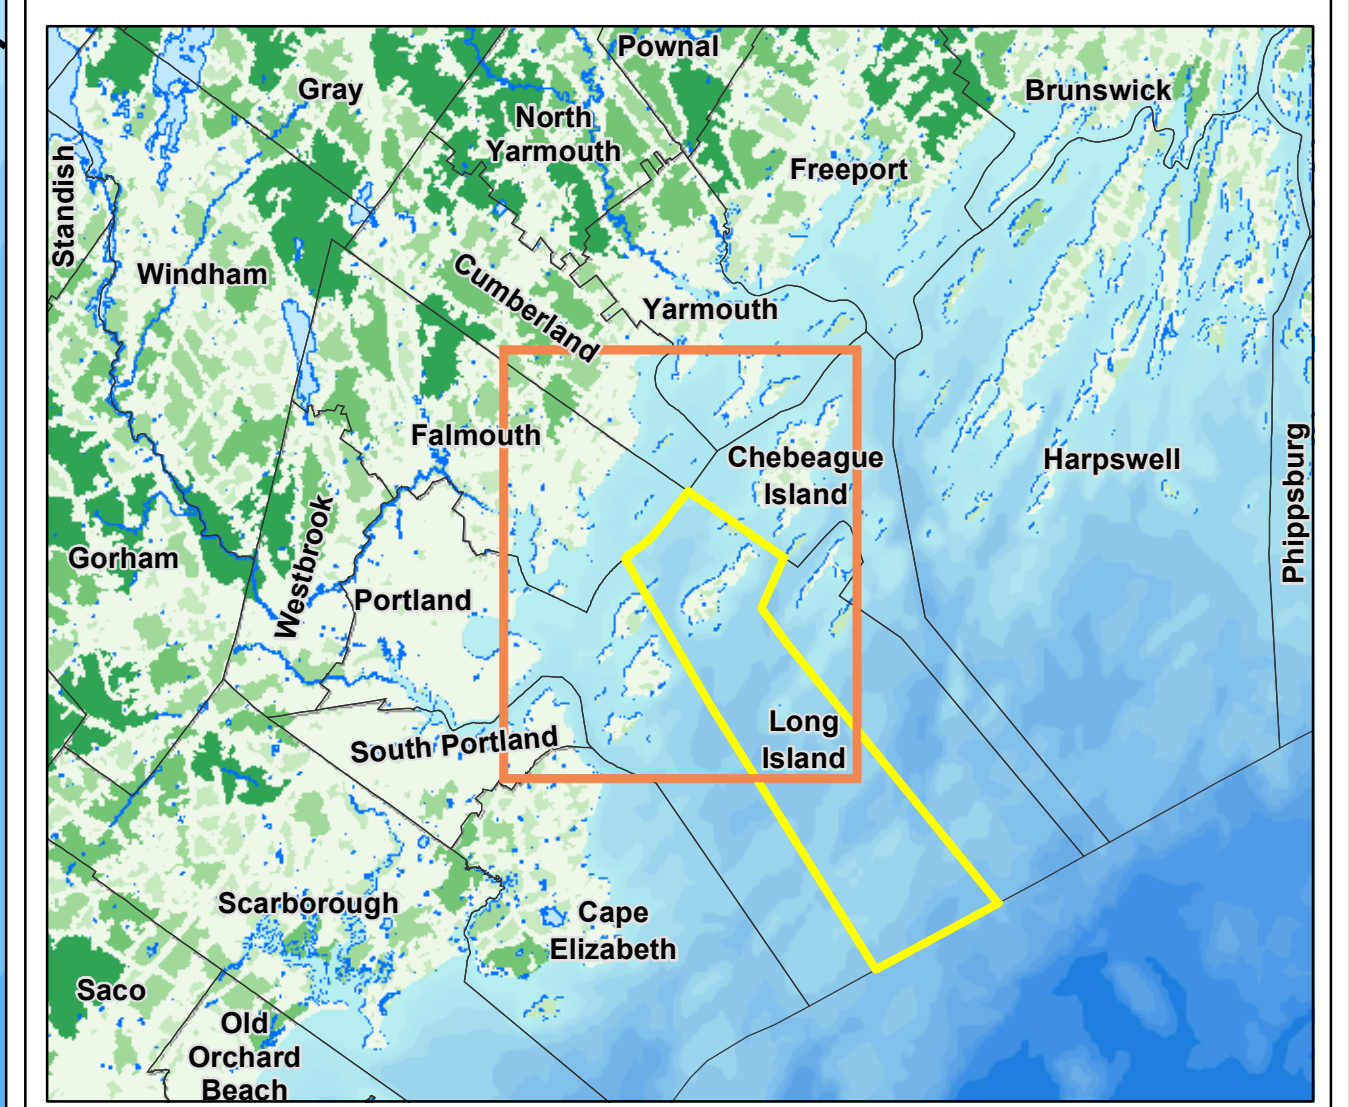 Pownal
Gray
Brunswick
North
Yarmouth
Freeport
Standish
Windham
Cumberland
Yarmouth
Falmouth
Chebeague
Island
Harpswell
Phippsburg
Gorham
Westbrook
Portland
Long
Island
South Portland
Scarborough
Cape
Elizabeth
Saco
Old
Orchard
Beach